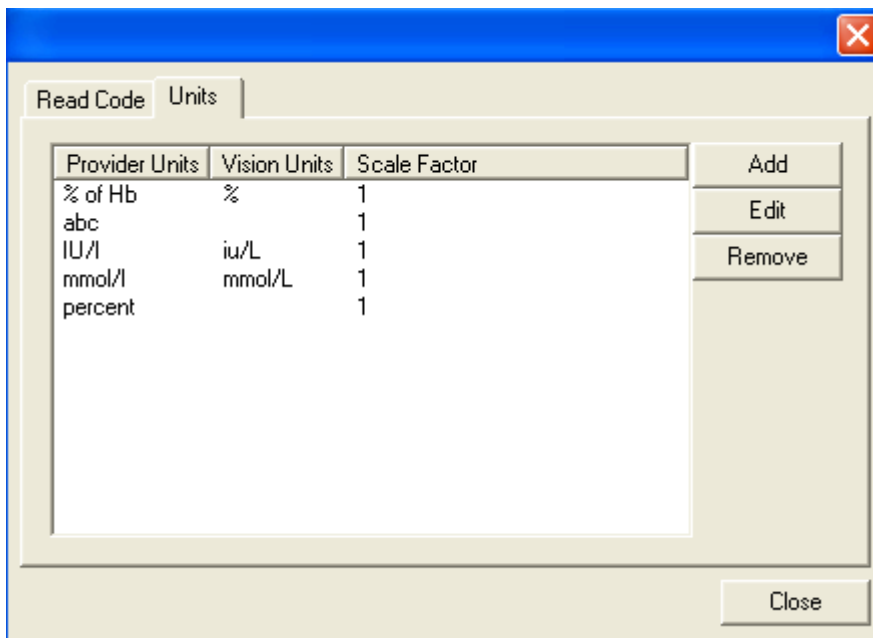 Read Code Units
Provider Units Vision Units Scale Factor
% of Hb % 1
abc 1
IU/l iu/L 1
mmol/l mmol/L 1
percent 1
Add
Edit
Remove
Close